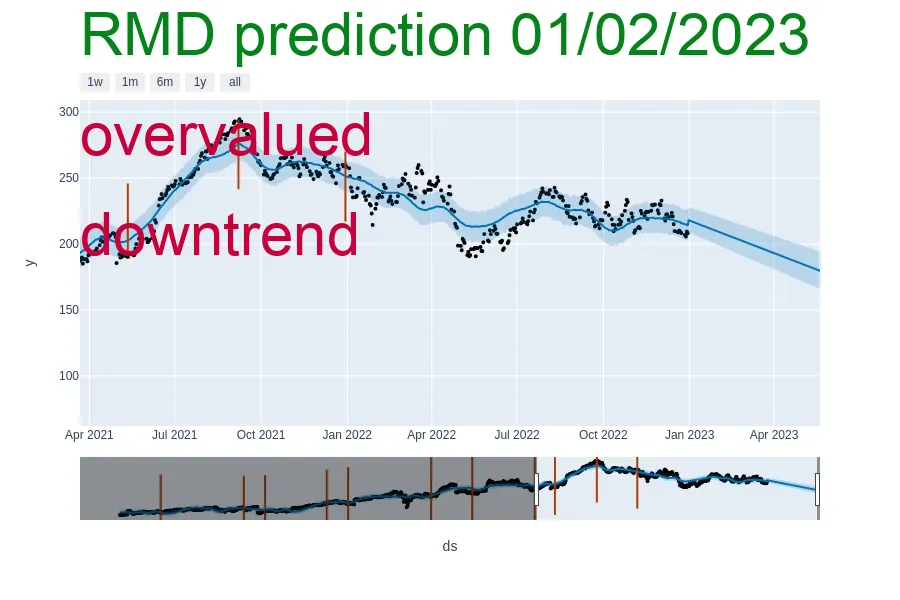 RMD prediction 01/02/2023
1w 1m 6m 1y all
300
overvalued
250
downtrend
200
y
150
100
Apr 2021 Jul 2021 Oct 2021 Jan 2022 Apr 2022 Jul 2022 Oct 2022 Jan 2023 Apr 2023
ds